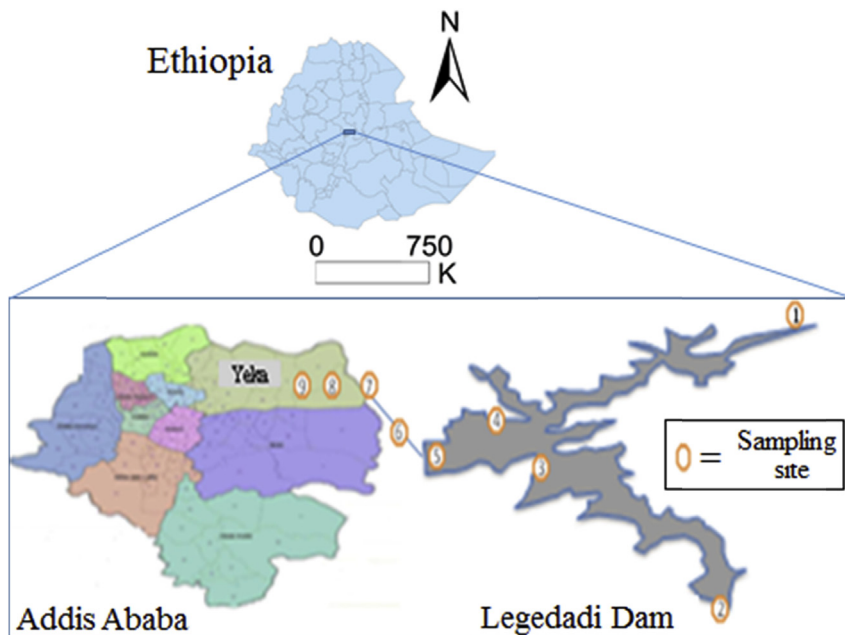 N
Ethiopia
0 750
K
1
Yeka
9 8 7
6
4
5
3
0 = Sampling
site
2
Addis Ababa
Legedadi Dam